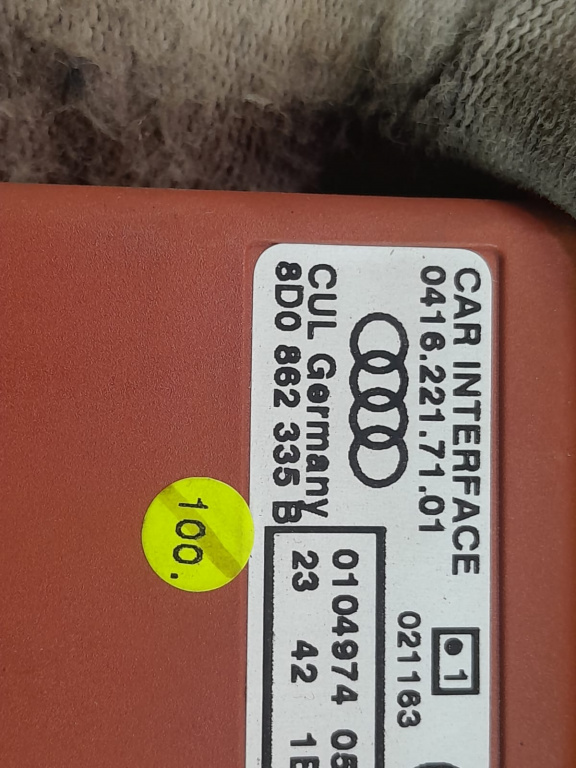 CAR INTERFACE
0416.221.71.01
CUL Germany
8D0 862 335 B
1
021163
0104974 05
23 42 1E
100.